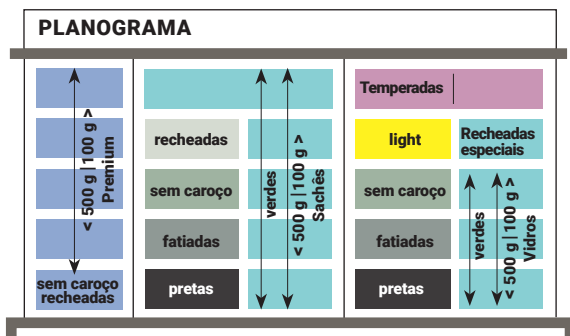 PLANOGRAMA
< 500 g | 100 g >
Premium
sem caroço
recheadas
recheadas
sem caroço
fatiadas
pretas
verdes
< 500 g | 100 g >
Sachês
Temperadas
light
Recheadas
especiais
sem caroço
fatiadas
pretas
verdes
< 500 g | 100 g >
Vidros